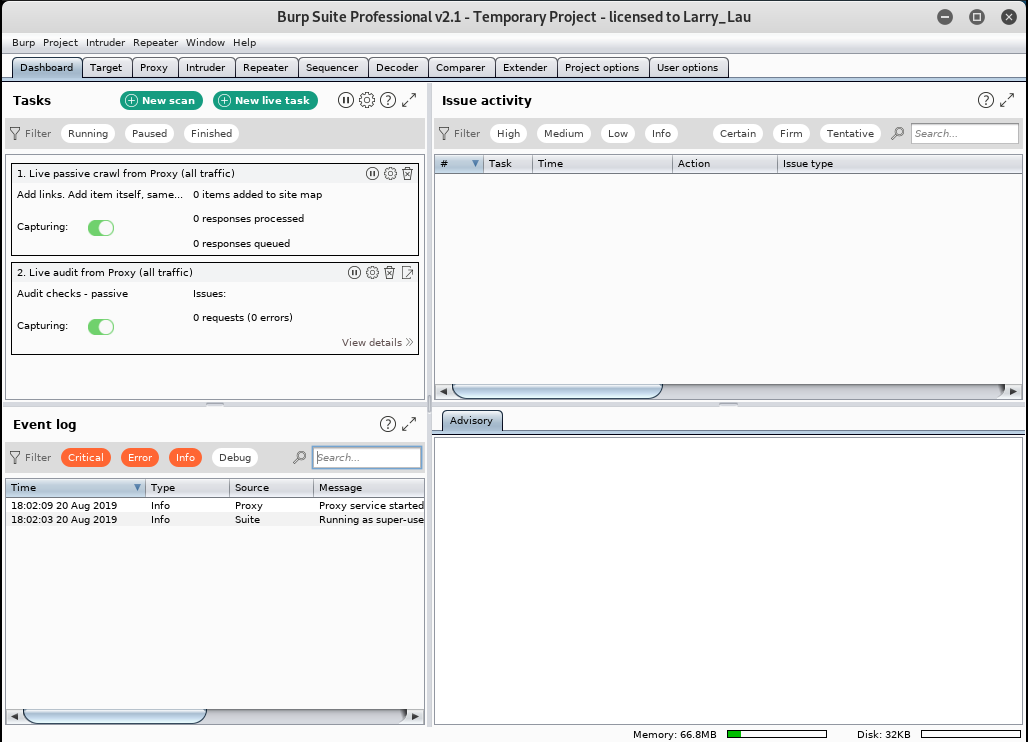 Burp Suite Professional v2.1 - Temporary Project - licensed to Larry_Lau
Burp Project Intruder Repeater Window Help
Dashboard Target Proxy Intruder Repeater Sequencer Decoder Comparer Extender Project options User options
Tasks New scan New live task
Filter Running Paused Finished
1. Live passive crawl from Proxy (all traffic)
Add links. Add item itself, same... 0 items added to site map
0 responses processed
Capturing:
0 responses queued
2. Live audit from Proxy (all traffic)
Audit checks - passive Issues:
0 requests (0 errors)
Capturing:
View details
Issue activity
Filter High Medium Low Info Certain Firm Tentative Search...
# Task Time Action Issue type
Event log
Filter Critical Error Info Debug Search...
Time Type Source Message
18:02:09 20 Aug 2019 Info Proxy Proxy service started
18:02:03 20 Aug 2019 Info Suite Running as super-use
Advisory
Memory: 66.8MB Disk: 32KB